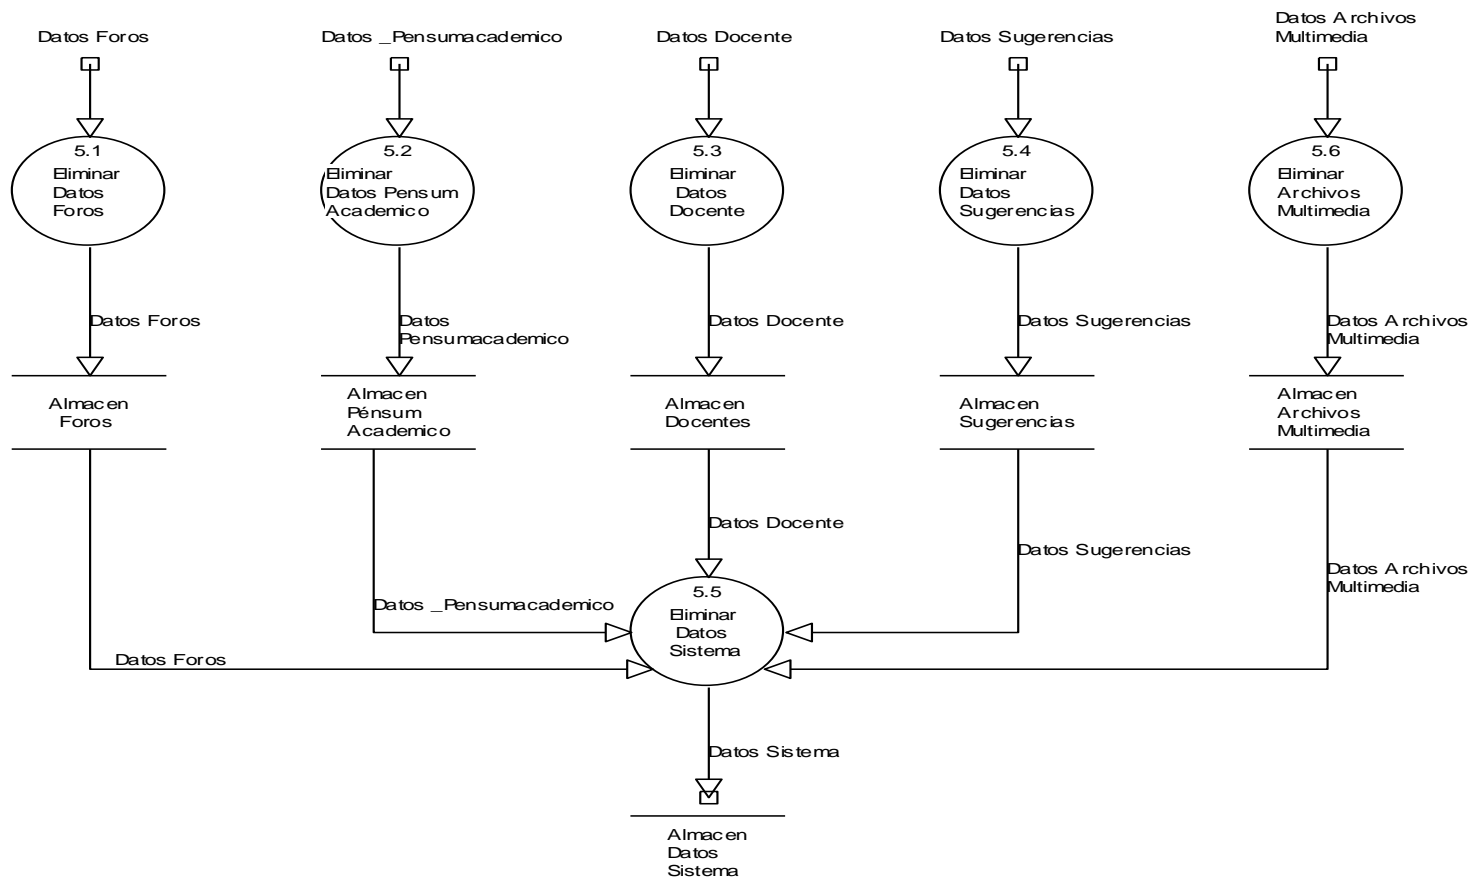 Datos Foros
Datos _Pensumacademico
Datos Docente
Datos Sugerencias
Datos Archivos
Multimedia
5.1
Eliminar
Datos
Foros
5.2
Eliminar
Datos Pensum
Academico
5.3
Eliminar
Datos
Docente
5.4
Eliminar
Datos
Sugerencias
5.6
Eliminar
Archivos
Multimedia
Datos Foros
Datos
Pensumacademico
Datos Docente
Datos Sugerencias
Datos Archivos
Multimedia
Almacen
Foros
Almacen
Pénsum
Academico
Almacen
Docentes
Almacen
Sugerencias
Almacen
Archivos
Multimedia
Datos Docente
Datos Sugerencias
Datos Archivos
Multimedia
Datos _Pensumacademico
Datos Foros
5.5
Eliminar
Datos
Sistema
Datos Sistema
Almacen
Datos
Sistema